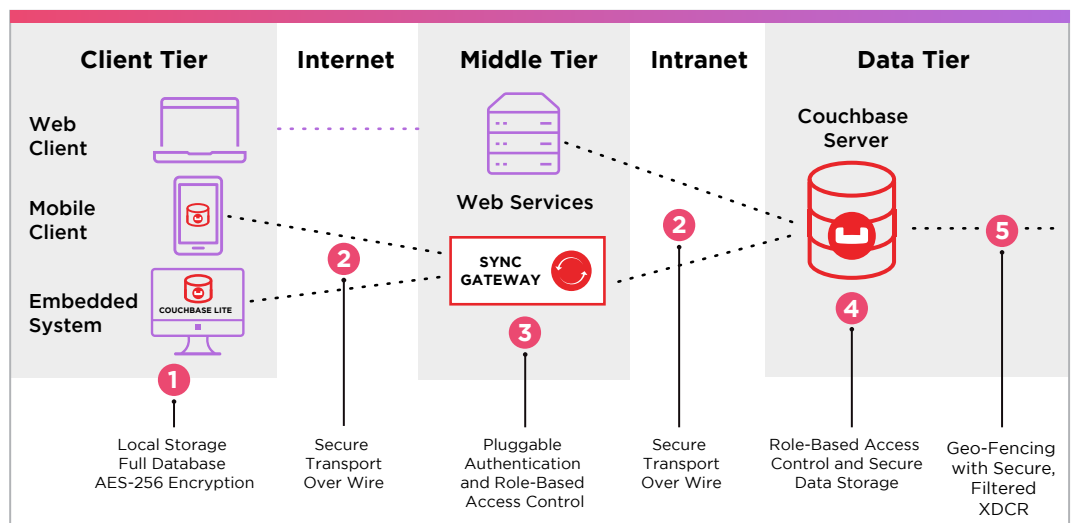 Client Tier
Internet
Middle Tier
Intranet
Data Tier
Web
Client
Mobile
Client
Embedded
System
COUCHBASE LITE
Web Services
SYNC
GATEWAY
Couchbase
Server
1
2
3
2
4
5
Local Storage
Full Database
AES-256 Encryption
Secure
Transport
Over Wire
Pluggable
Authentication
and Role-Based
Access Control
Secure
Transport
Over Wire
Role-Based Access
Control and Secure
Data Storage
Geo-Fencing
with Secure,
Filtered
XDCR